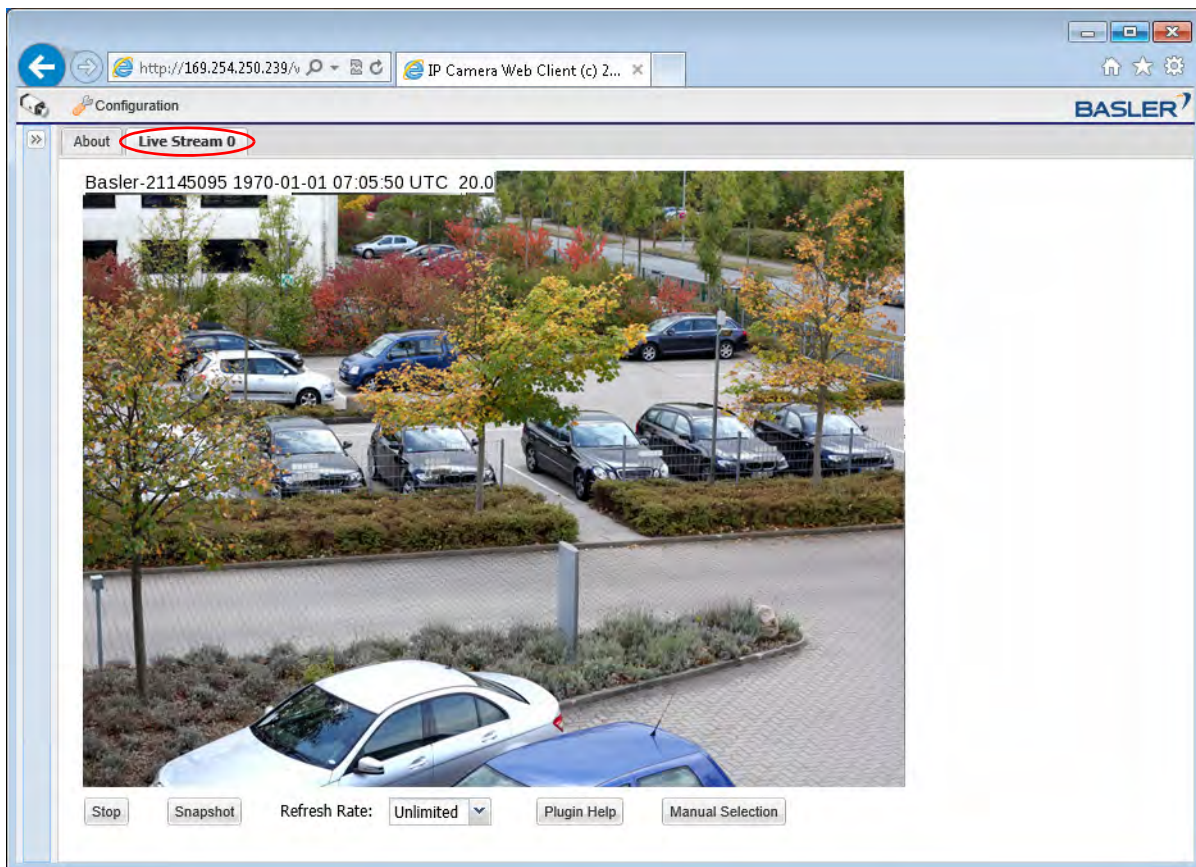 http://169.254.250.239/v
IP Camera Web Client (c) 2...
Configuration
BASLER
About
Live Stream 0
Basler-21145095 1970-01-01 07:05:50 UTC 20.0
Stop
Snapshot
Refresh Rate:
Unlimited
Plugin Help
Manual Selection